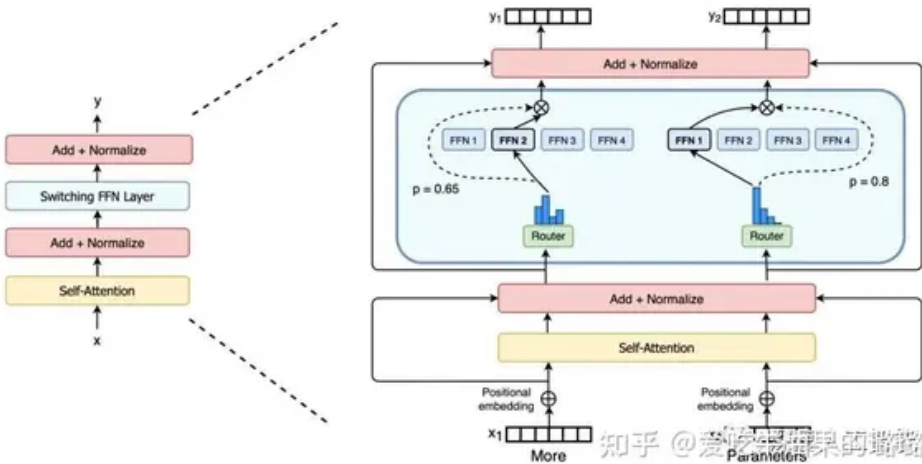 y
Add + Normalize
Switching FFN Layer
Add + Normalize
Self-Attention
x
y₁
y₂
Add + Normalize
FFN 1
FFN 2
FFN 3
FFN 4
FFN 1
FFN 2
FFN 3
FFN 4
p = 0.65
p = 0.8
Router
Router
Add + Normalize
Self-Attention
Positional
embedding
Positional
embedding
x₁
More
Parameters
知乎 @爱吃